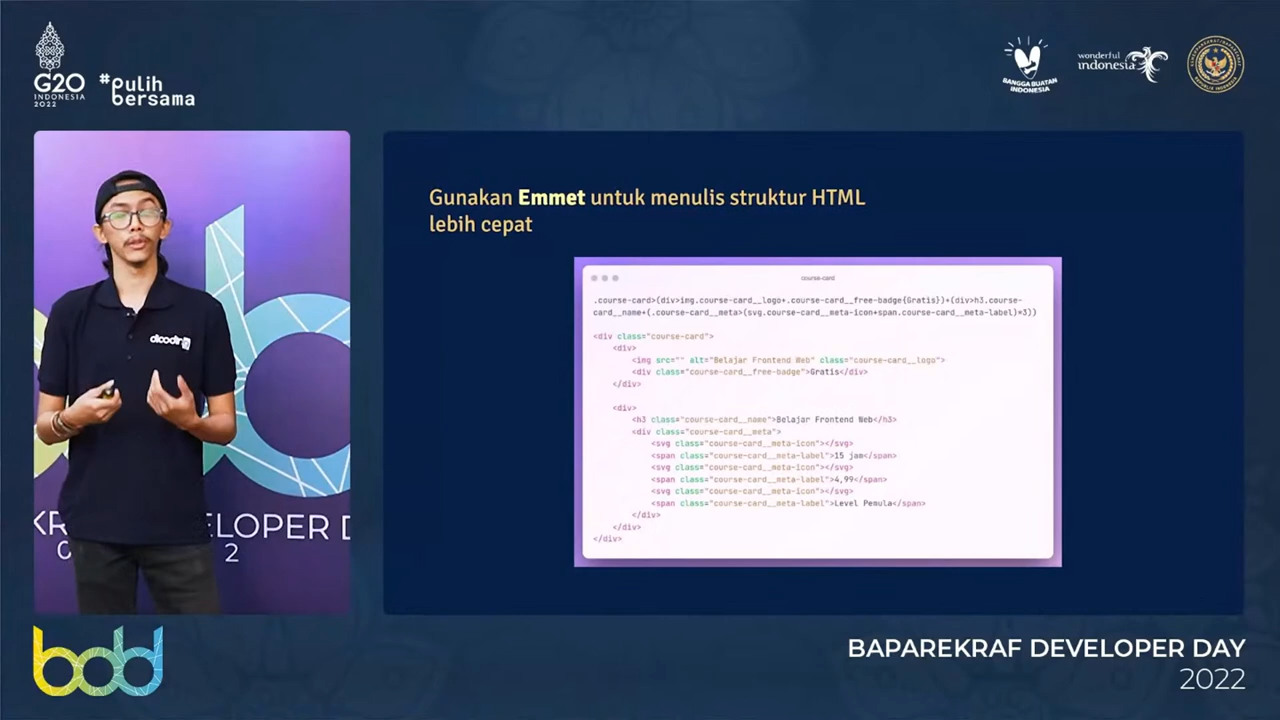 G20
INDONESIA
2022
#pulih
bersama
BANGGA BUATAN
INDONESIA
wonderful
indonesia
dicoding
KR ELOPER D
2
Gunakan Emmet untuk menulis struktur HTML
lebih cepat
course-card
.course-card>(div>img.course-card__logo+.course-card__free-badge{Gratis})+(div>h3.course-
card__name+(.course-card__meta>(svg.course-card__meta-icon+span.course-card__meta-label)*3))
<div class="course-card">
<div>
<img src="" alt="Belajar Frontend Web" class="course-card__logo">
<div class="course-card__free-badge">Gratis</div>
</div>
<div>
<h3 class="course-card__name">Belajar Frontend Web</h3>
<div class="course-card__meta">
<svg class="course-card__meta-icon"></svg>
<span class="course-card__meta-label">15 jam</span>
<svg class="course-card__meta-icon"></svg>
<span class="course-card__meta-label">4,99</span>
<svg class="course-card__meta-icon"></svg>
<span class="course-card__meta-label">Level Pemula</span>
</div>
</div>
</div>
bdd
BAPAREKRAF DEVELOPER DAY
2022